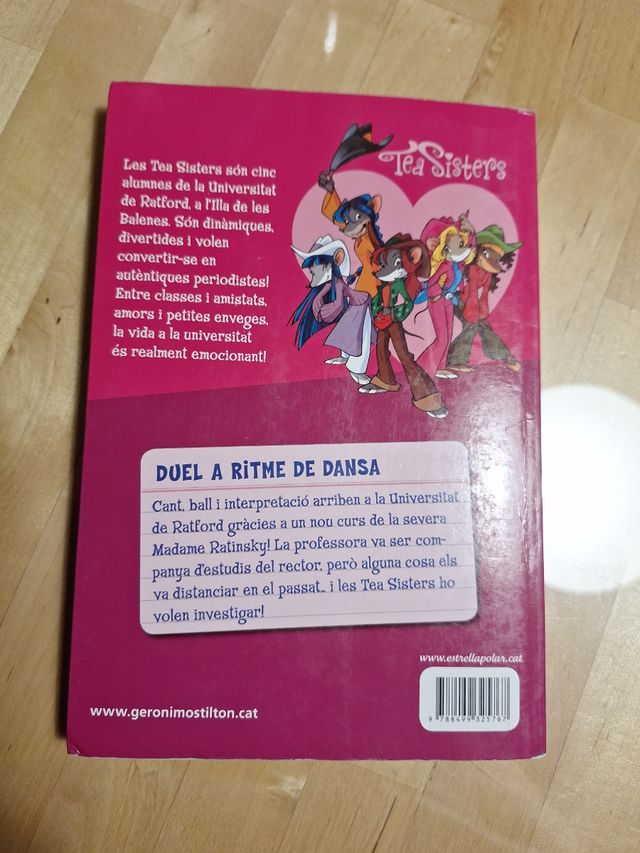 Les Tea Sisters són cinc
alumnes de la Universitat
de Ratford, a l'Illa de les
Balenes. Són dinàmiques,
divertides i volen
convertir-se en
autèntiques periodistes!
Entre classes i amistats,
amors i petites enveges,
la vida a la universitat
és realment emocionant!
Tea Sisters
DUEL A RITME DE DANSA
Cant, ball i interpretació arriben a la Universitat
de Ratford gràcies a un nou curs de la severa
Madame Ratinsky! La professora va ser com-
panya d'estudis del rector, però alguna cosa els
va distanciar en el passat... i les Tea Sisters ho
volen investigar!
www.estrellapolar.cat
www.geronimostilton.cat
9 788499 325767